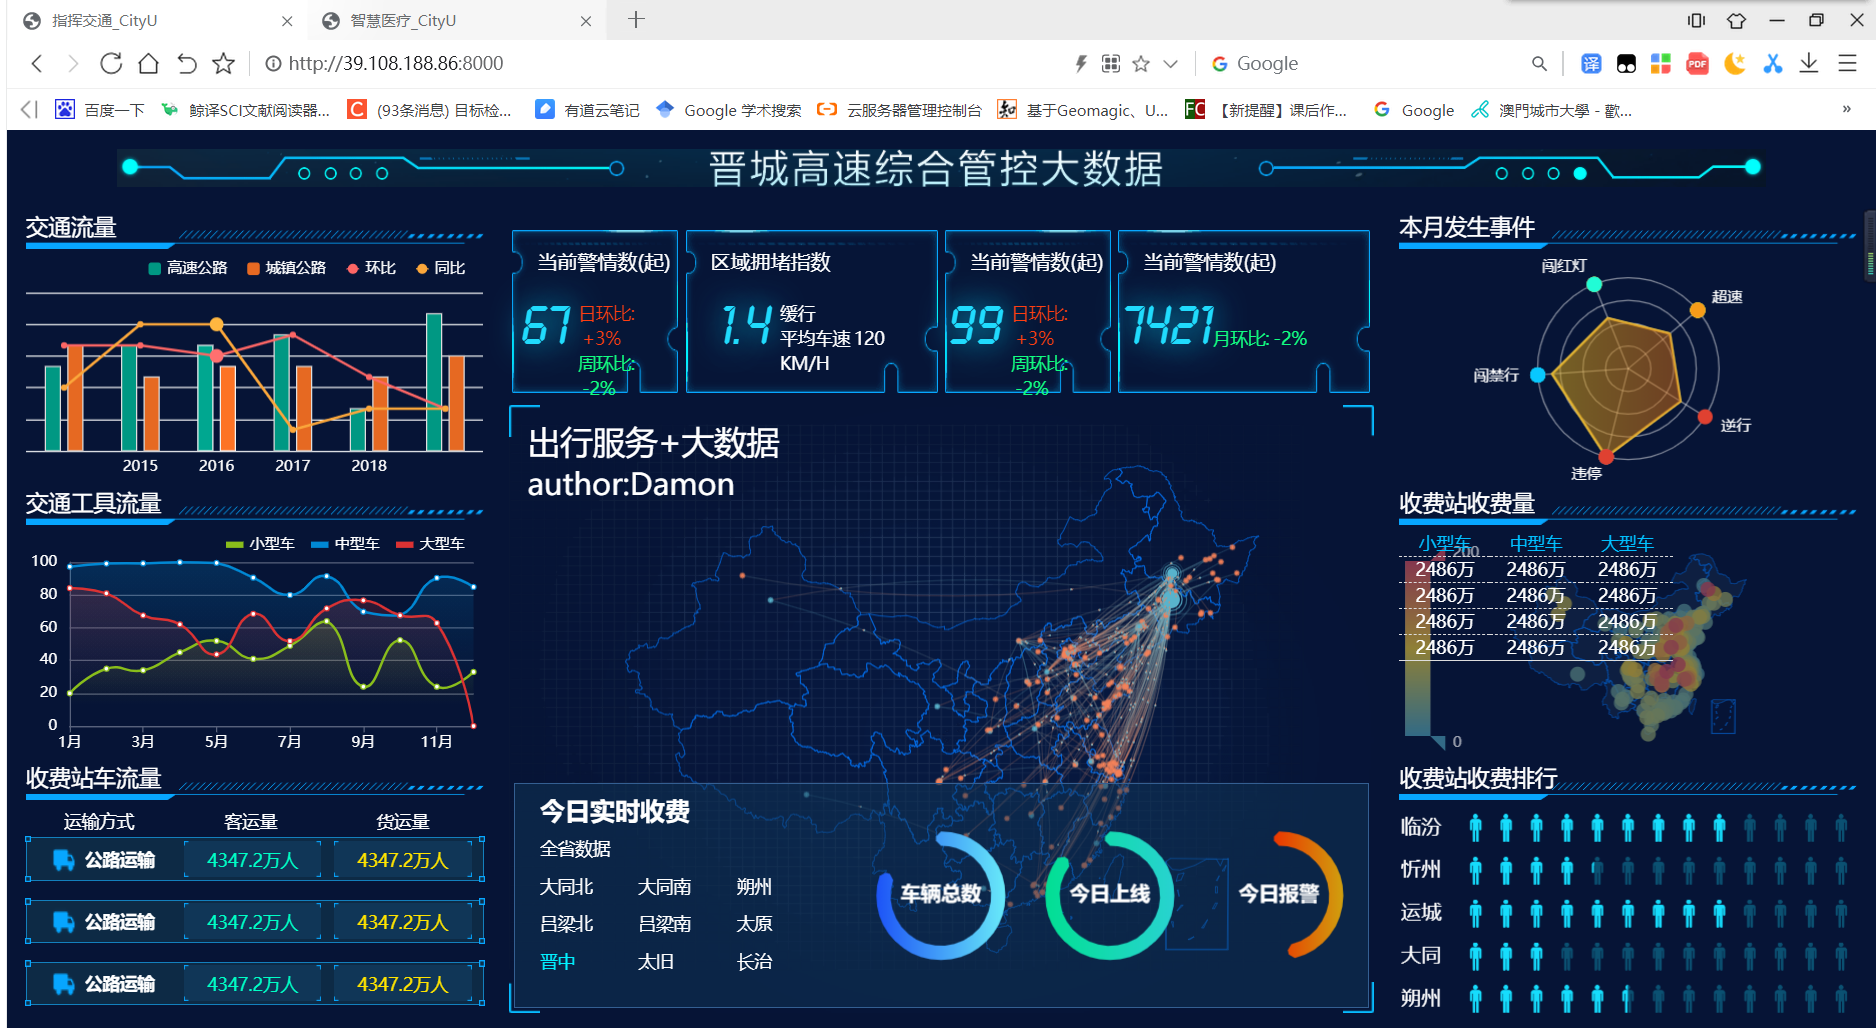 指挥交通_CityU
智慧医疗_CityU
http://39.108.188.86:8000
Google
译
PDF
百度一下
鲸译SCI文献阅读器...
C
(93条消息) 目标检...
有道云笔记
Google 学术搜索
云服务器管理控制台
知
基于Geomagic、U...
FC
【新提醒】课后作...
Google
澳門城市大學 - 歡...
»
晋城高速综合管控大数据
交通流量
高速公路 城镇公路 环比 同比
2015 2016 2017 2018
交通工具流量
小型车 中型车 大型车
100
80
60
40
20
0
1月 3月 5月 7月 9月 11月
收费站车流量
运输方式 客运量 货运量
公路运输 4347.2万人 4347.2万人
公路运输 4347.2万人 4347.2万人
公路运输 4347.2万人 4347.2万人
当前警情数(起)
67
日环比:
+3%
周环比:
-2%
区域拥堵指数
1.4
缓行
平均车速 120
KM/H
当前警情数(起)
99
日环比:
+3%
周环比:
-2%
当前警情数(起)
7421
月环比: -2%
出行服务+大数据
author:Damon
今日实时收费
全省数据
大同北 大同南 朔州
吕梁北 吕梁南 太原
晋中 太旧 长治
车辆总数
今日上线
今日报警
本月发生事件
闯红灯
超速
闯禁行
逆行
违停
收费站收费量
小型车 中型车 大型车
200
2486万 2486万 2486万
2486万 2486万 2486万
2486万 2486万 2486万
2486万 2486万 2486万
0
收费站收费排行
临汾
忻州
运城
大同
朔州